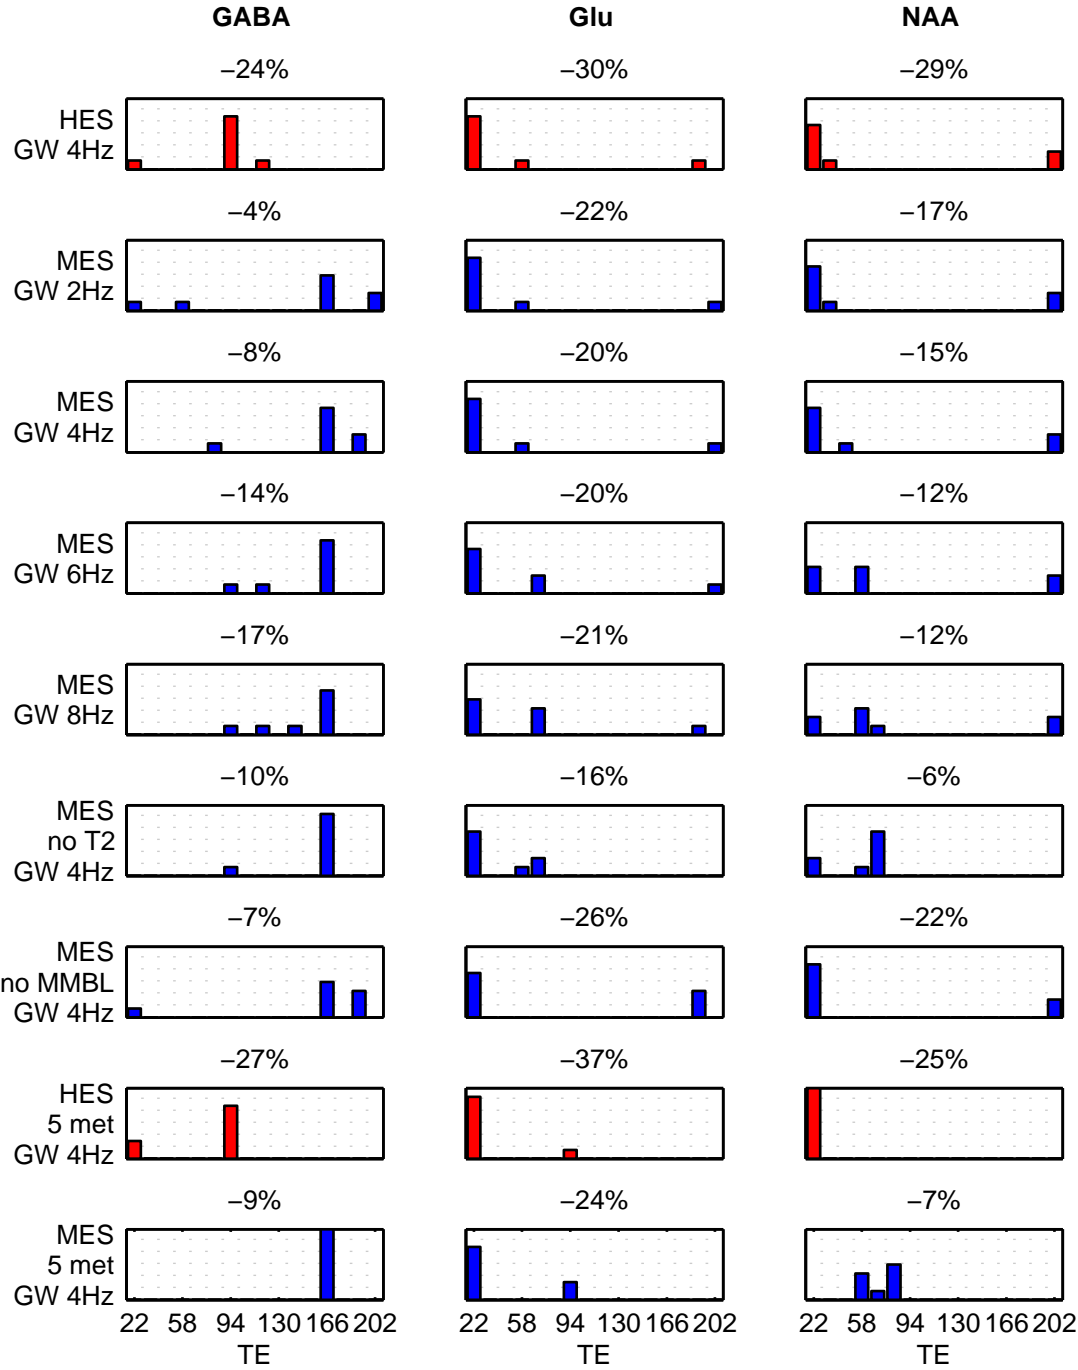 GABA Glu NAA
−24% −30% −29%
HES
GW 4Hz
−4% −22% −17%
MES
GW 2Hz
−8% −20% −15%
MES
GW 4Hz
−14% −20% −12%
MES
GW 6Hz
−17% −21% −12%
MES
GW 8Hz
−10% −16% −6%
MES
no T2
GW 4Hz
−7% −26% −22%
MES
no MMBL
GW 4Hz
−27% −37% −25%
HES
5 met
GW 4Hz
−9% −24% −7%
MES
5 met
GW 4Hz
22 58 94 130 166 202 22 58 94 130 166 202 22 58 94 130 166 202
TE TE TE